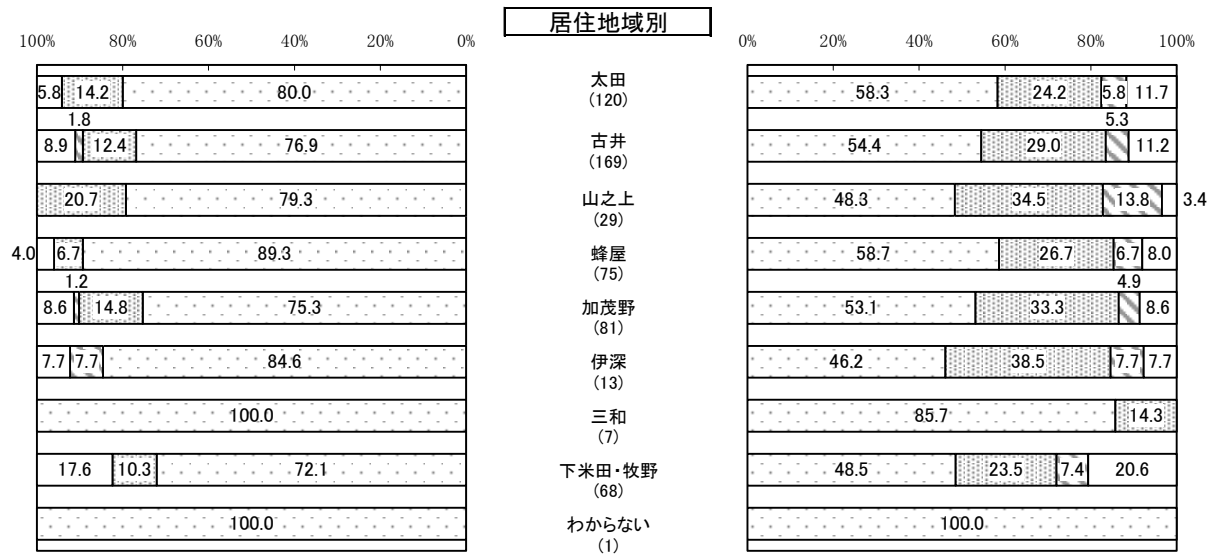 居住地域別
100% 80% 60% 40% 20% 0% 0% 20% 40% 60% 80% 100%
5.8 14.2 80.0 太田 58.3 24.2 5.8 11.7
(120)
1.8 5.3
8.9 12.4 76.9 古井 54.4 29.0 11.2
(169)
20.7 79.3 山之上 48.3 34.5 13.8 3.4
(29)
4.0 6.7 89.3 蜂屋 58.7 26.7 6.7 8.0
(75)
1.2 4.9
8.6 14.8 75.3 加茂野 53.1 33.3 8.6
(81)
7.7 7.7 84.6 伊深 46.2 38.5 7.7 7.7
(13)
100.0 三和 85.7 14.3
(7)
17.6 10.3 72.1 下米田・牧野 48.5 23.5 7.4 20.6
(68)
100.0 わからない 100.0
(1)